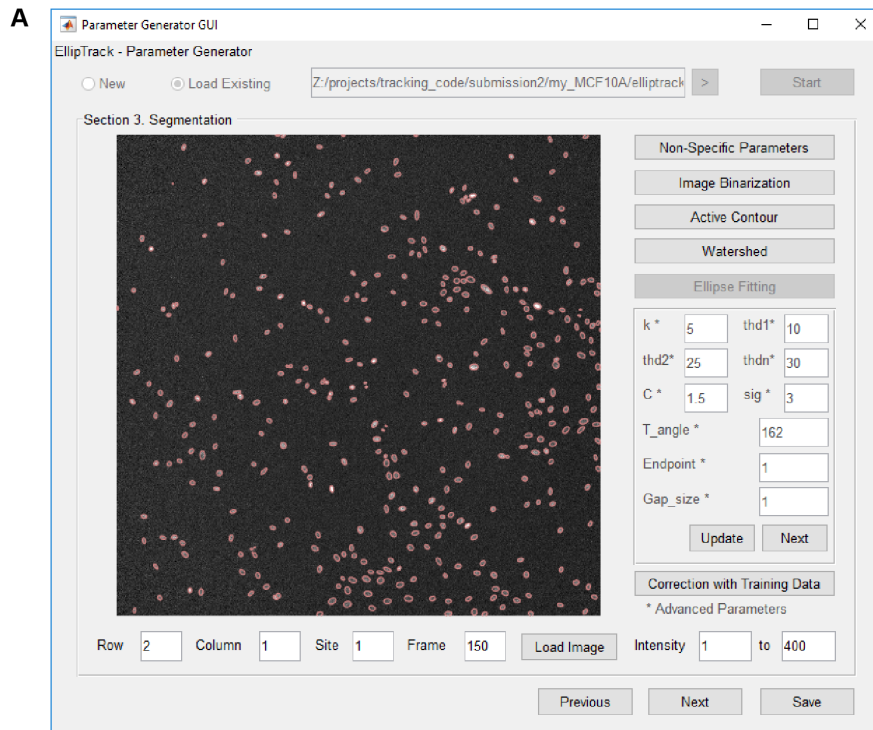 A
Parameter Generator GUI
EllipTrack - Parameter Generator
New Load Existing Z:/projects/tracking_code/submission2/my_MCF10A/elliptrack > Start
Section 3. Segmentation
Non-Specific Parameters
Image Binarization
Active Contour
Watershed
Ellipse Fitting
k * 5 thd1* 10
thd2* 25 thdn* 30
C * 1.5 sig * 3
T_angle * 162
Endpoint * 1
Gap_size * 1
Update Next
Correction with Training Data
* Advanced Parameters
Row 2 Column 1 Site 1 Frame 150 Load Image Intensity 1 to 400
Previous Next Save